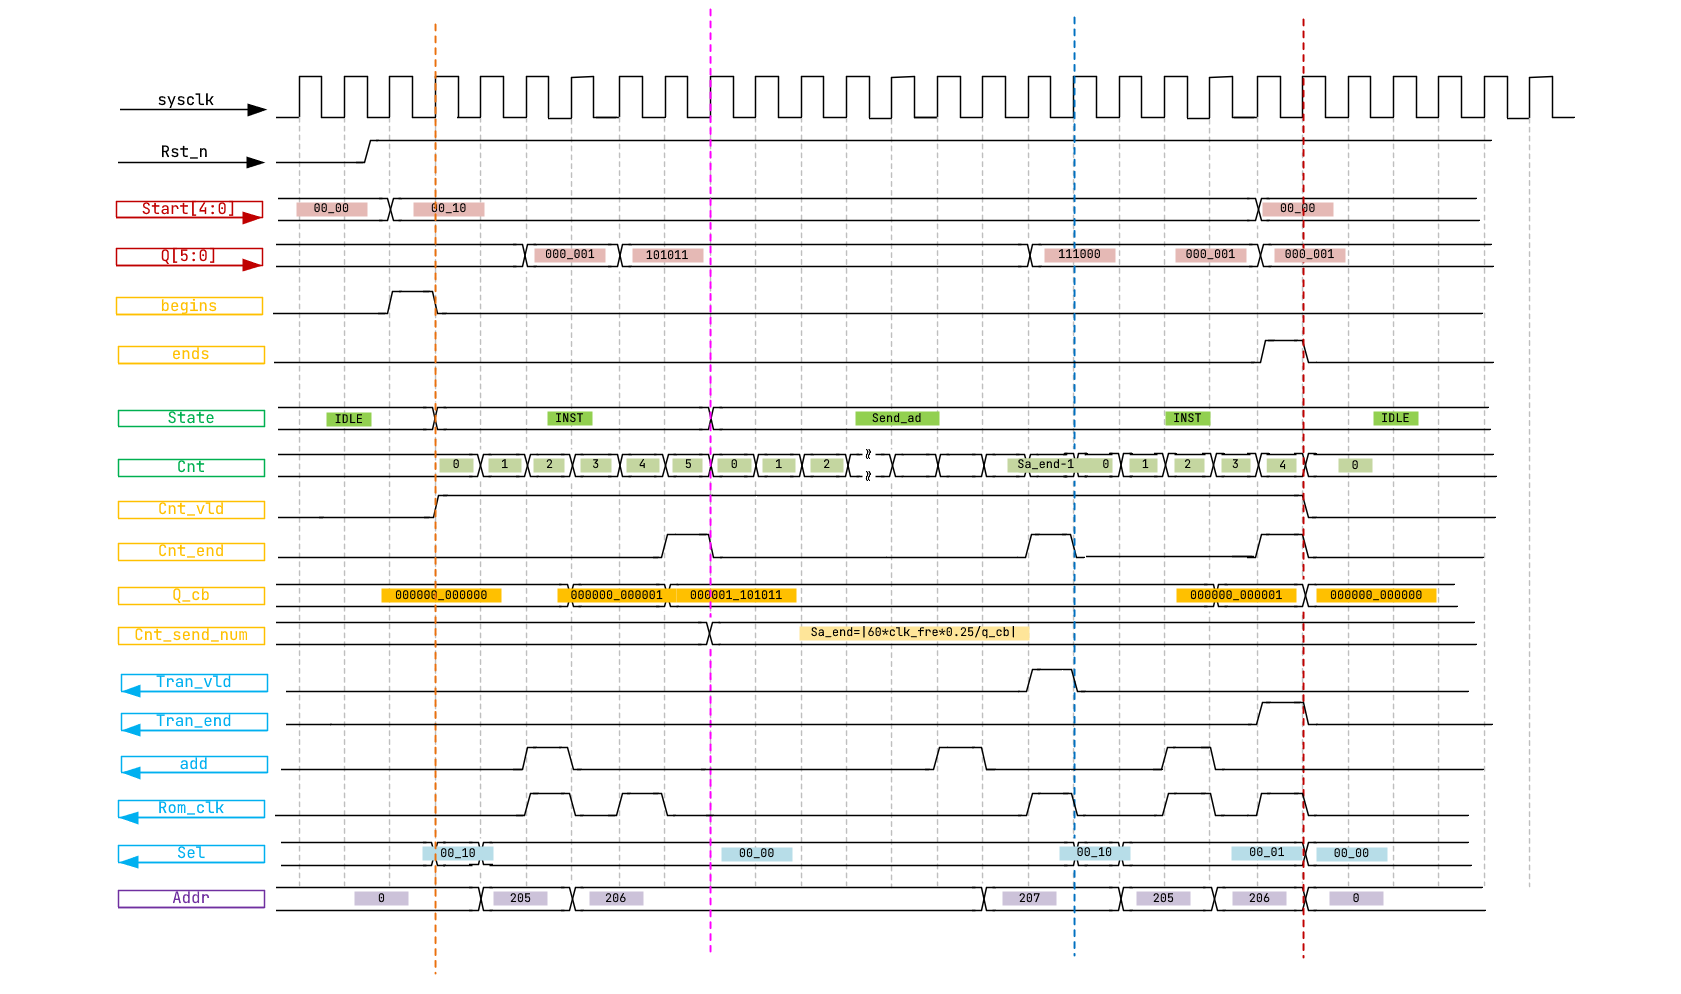 sysclk
Rst_n
Start[4:0] 00_00 00_10 00_00
Q[5:0] 000_001 101011 111000 000_001 000_001
begins
ends
State IDLE INST Send_ad INST IDLE
Cnt 0 1 2 3 4 5 0 1 2 Sa_end-1 0 1 2 3 4 0
Cnt_vld
Cnt_end
Q_cb 000000_000000 000000_000001 000001_101011 000000_000001 000000_000000
Cnt_send_num Sa_end=|60*clk_fre*0.25/q_cb|
Tran_vld
Tran_end
add
Rom_clk
Sel 00_10 00_00 00_10 00_01 00_00
Addr 0 205 206 207 205 206 0